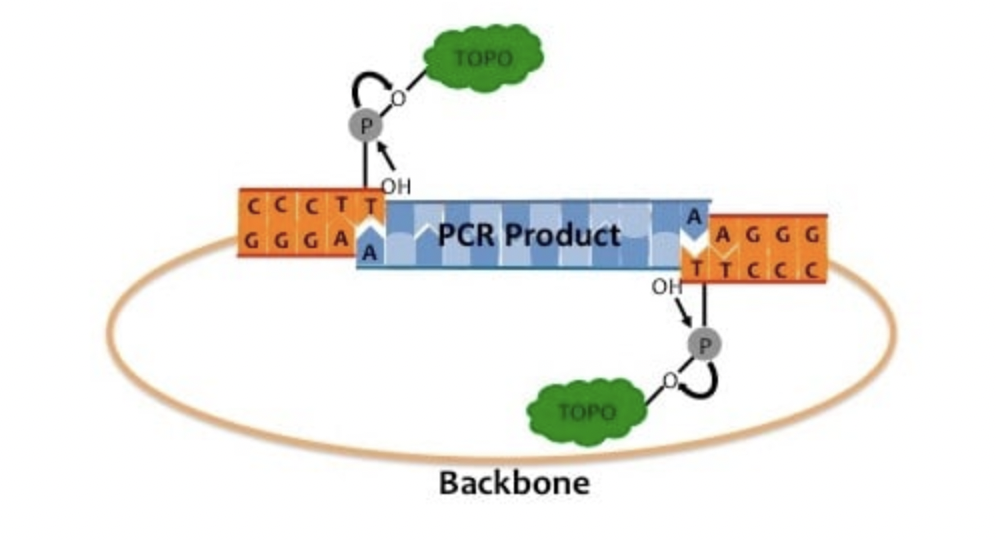 TOPO
O
P
OH
C C C T T
G G G A
A
PCR Product
A
A G G G
T T C C C
OH
P
O
TOPO
Backbone